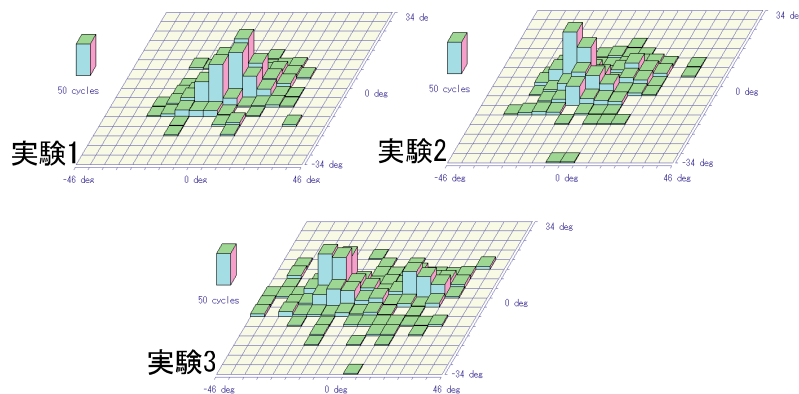 34 de
50 cycles
0 deg
実験1
-34 deg
-46 deg
0 deg
46 deg
34 deg
50 cycles
0 deg
実験2
-34 deg
-46 deg
0 deg
46 deg
34 deg
50 cycles
0 deg
実験3
-34 deg
-46 deg
0 deg
46 deg